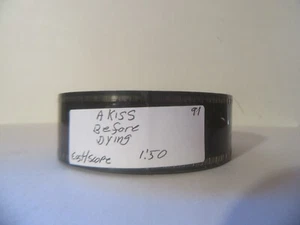 A KISS 91
Before
Dying
1:50